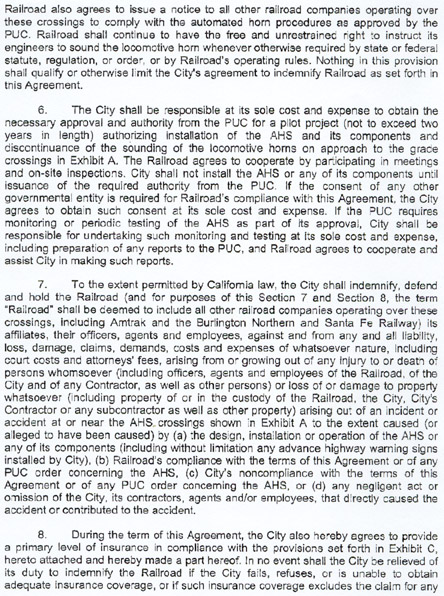 Railroad also agrees to issue a notice to all other railroad companies operating over
these crossings to comply with the automated horn procedures as approved by the
PUC. Railroad shall continue to have the free and unrestrained right to instruct its
engineers to sound the locomotive horn whenever otherwise required by state or federal
statute, regulation, or order, or by Railroad's operating rules. Nothing in this provision
shall qualify or otherwise limit the City's agreement to indemnify Railroad as set forth in
this Agreement.
6. The City shall be responsible at its sole cost and expense to obtain the
necessary approval and authority from the PUC for a pilot project (not to exceed two
years in length) authorizing installation of the AHS and its components and
discontinuance of the sounding of the locomotive horns on approach to the grade
crossings in Exhibit A. The Railroad agrees to cooperate by participating in meetings
and on-site inspections. City shall not install the AHS or any of its components until
issuance of the required authority from the PUC. If the consent of any other
governmental entity is required for Railroad's compliance with this Agreement, the City
agrees to obtain such consent at its sole cost and expense. If the PUC requires
monitoring or periodic testing of the AHS as part of its approval, City shall be
responsible for undertaking such monitoring and testing at its sole cost and expense,
including preparation of any reports to the PUC, and Railroad agrees to cooperate and
assist City in making such reports.
7. To the extent permitted by California law, the City shall indemnify, defend
and hold the Railroad (and for purposes of this Section 7 and Section 8, the term
"Railroad" shall be deemed to include all other railroad companies operating over these
crossings, including Amtrak and the Burlington Northern and Santa Fe Railway) its
affiliates, their officers, agents and employees, against and from any and all liability,
loss, damage, claims, demands, costs and expenses of whatsoever nature, including
court costs and attorneys' fees, arising from or growing out of any injury to or death of
persons whomsoever (including officers, agents and employees of the Railroad, of the
City and of any Contractor, as well as other persons) or loss of or damage to property
whatsoever (including property of or in the custody of the Railroad, the City, City's
Contractor or any subcontractor as well as other property) arising out of an incident or
accident at or near the AHS crossings shown in Exhibit A to the extent caused (or
alleged to have been caused) by (a) the design, installation or operation of the AHS or
any of its components (including without limitation any advance highway warning signs
installed by City), (b) Railroad's compliance with the terms of this Agreement or of any
PUC order concerning the AHS, (c) City's noncompliance with the terms of this
Agreement or of any PUC order concerning the AHS, or (d) any negligent act or
omission of the City, its contractors, agents and/or employees, that directly caused the
accident or contributed to the accident.
8. During the term of this Agreement, the City also hereby agrees to provide
a primary level of insurance in compliance with the provisions set forth in Exhibit C,
hereto attached and hereby made a part hereof. In no event shall the City be relieved of
its duty to indemnify the Railroad if the City fails, refuses, or is unable to obtain
adequate insurance coverage, or if such insurance coverage excludes the claim for any